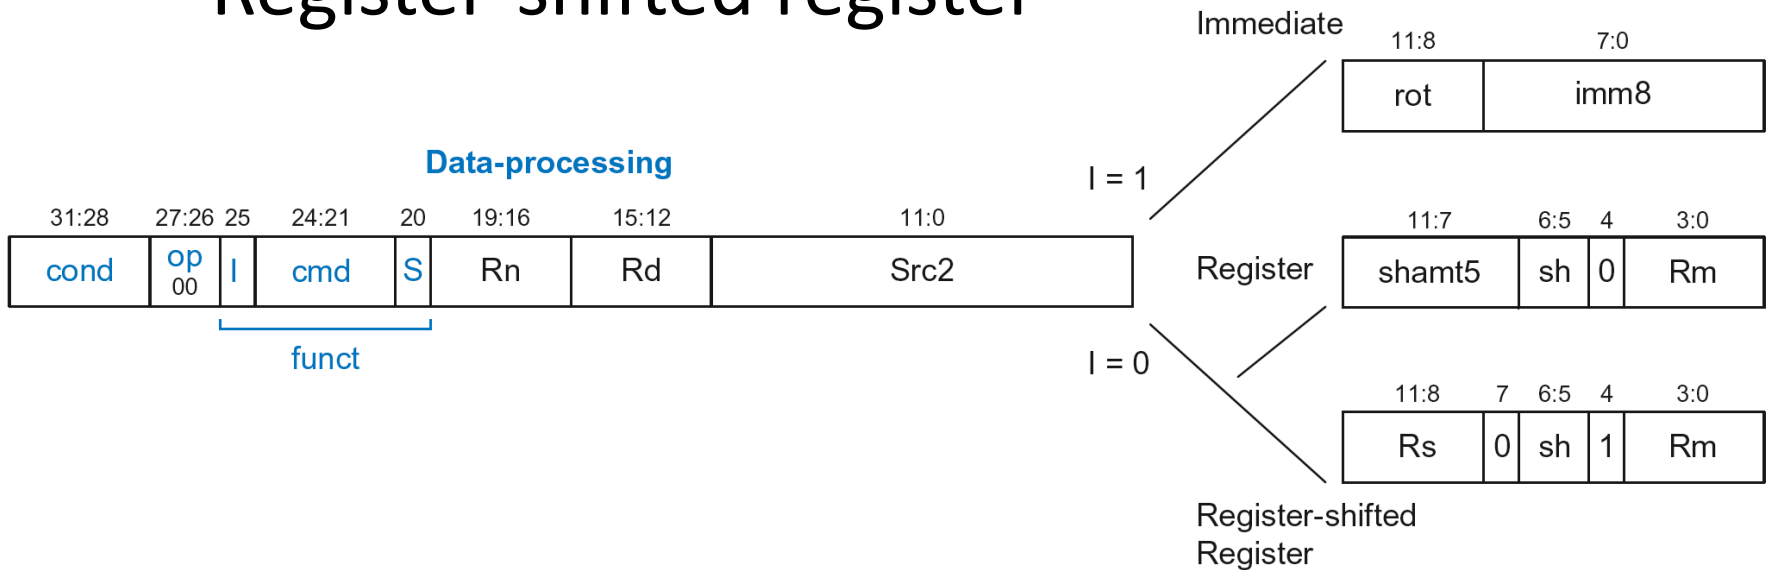 Register-shifted register
Immediate
11:8 7:0
rot imm8
Data-processing
I = 1
31:28 27:26 25 24:21 20 19:16 15:12 11:0
cond op 00 I cmd S Rn Rd Src2
funct
11:7 6:5 4 3:0
Register shamt5 sh 0 Rm
I = 0
11:8 7 6:5 4 3:0
Rs 0 sh 1 Rm
Register-shifted
Register